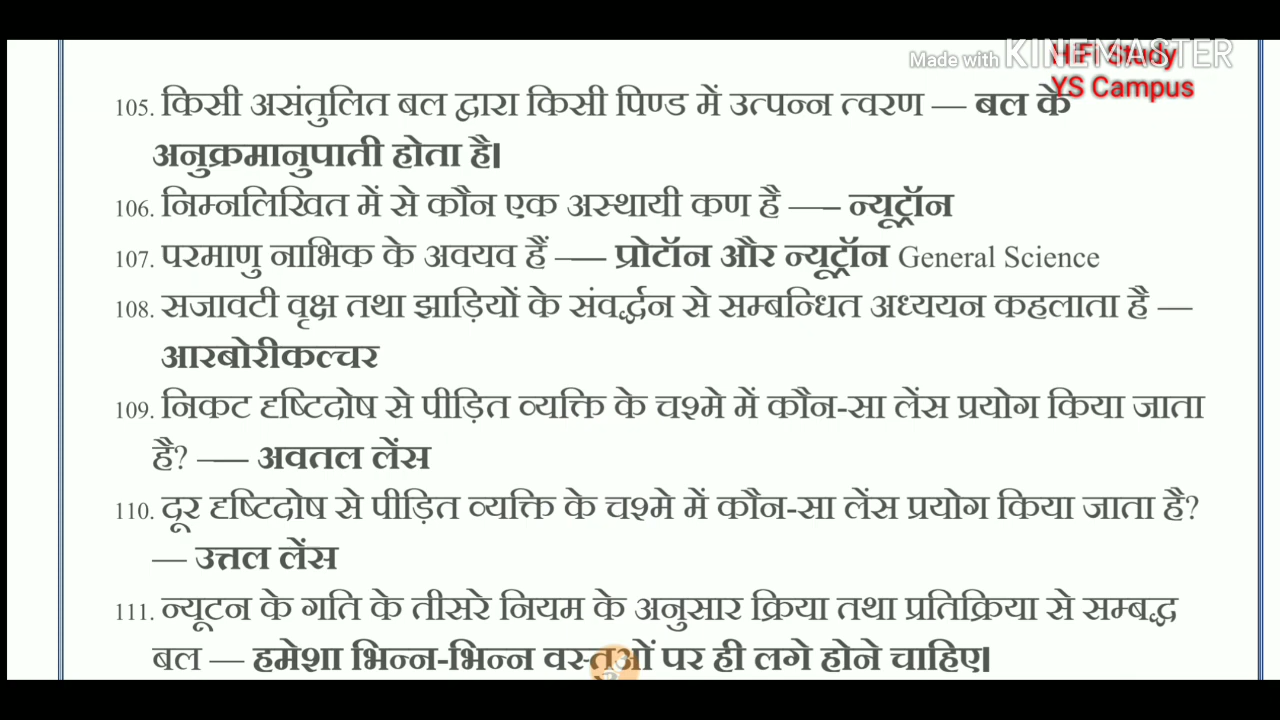 Made with KINEMASTER
HiFi Study
YS Campus
105. किसी असंतुलित बल द्वारा किसी पिण्ड में उत्पन्न त्वरण — बल के
अनुक्रमानुपाती होता है।
106. निम्नलिखित में से कौन एक अस्थायी कण है —– न्यूट्रॉन
107. परमाणु नाभिक के अवयव हैं —– प्रोटॉन और न्यूट्रॉन General Science
108. सजावटी वृक्ष तथा झाड़ियों के संवर्द्धन से सम्बन्धित अध्ययन कहलाता है —
आरबोरीकल्चर
109. निकट दृष्टिदोष से पीड़ित व्यक्ति के चश्मे में कौन-सा लेंस प्रयोग किया जाता
है? —– अवतल लेंस
110. दूर दृष्टिदोष से पीड़ित व्यक्ति के चश्मे में कौन-सा लेंस प्रयोग किया जाता है?
— उत्तल लेंस
111. न्यूटन के गति के तीसरे नियम के अनुसार क्रिया तथा प्रतिक्रिया से सम्बद्ध
बल — हमेशा भिन्न-भिन्न वस्तुओं पर ही लगे होने चाहिए।